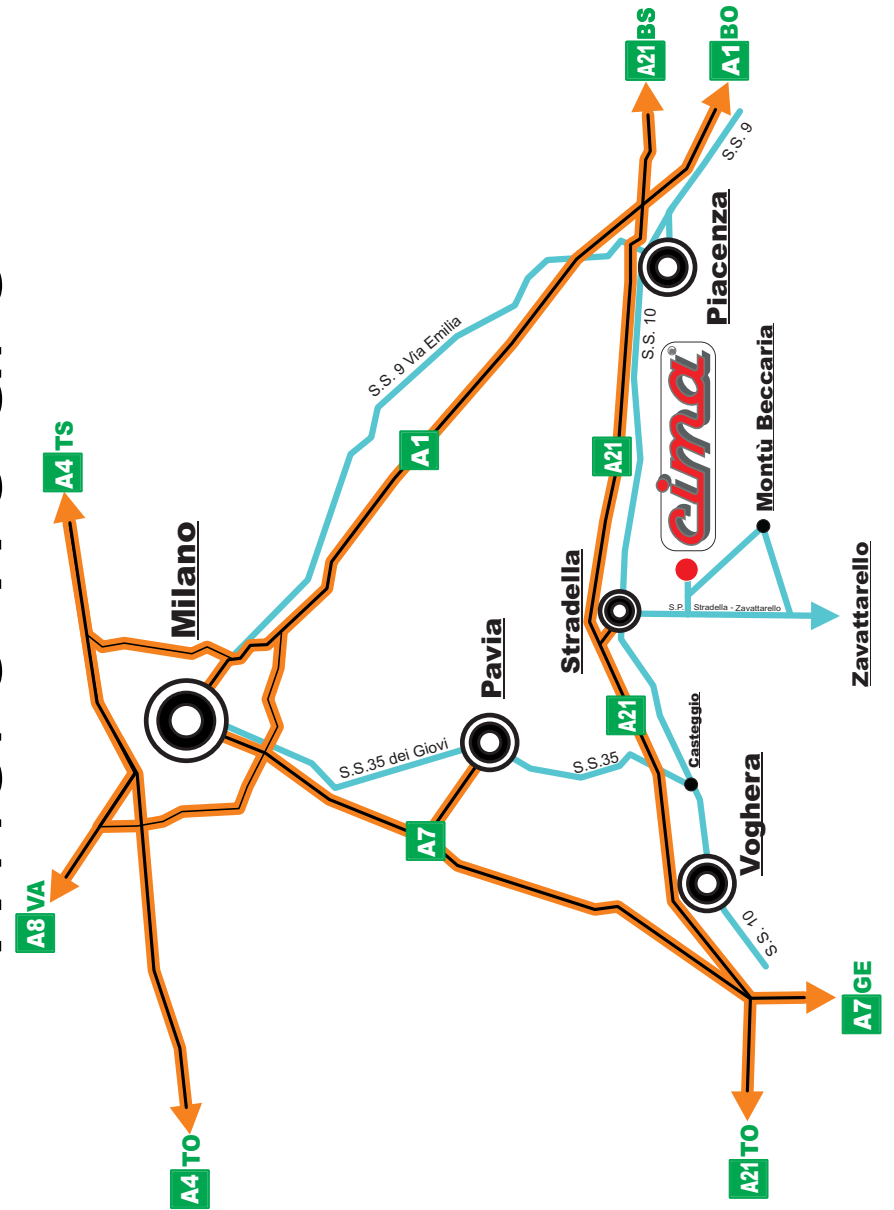 A8 VA
A4 TO
A4 TS
Milano
S.S. 9 Via Emilia
A1
S.S.35 dei Giovi
A7
Pavia
S.S.35
Stradella
A21
A21
A21 BS
A1 BO
S.S. 9
S.S. 10
Piacenza
cima®
S.P. Stradella - Zavattarello
Montù Beccaria
Casteggio
Voghera
S.S. 10
Zavattarello
A21 TO
A7 GE